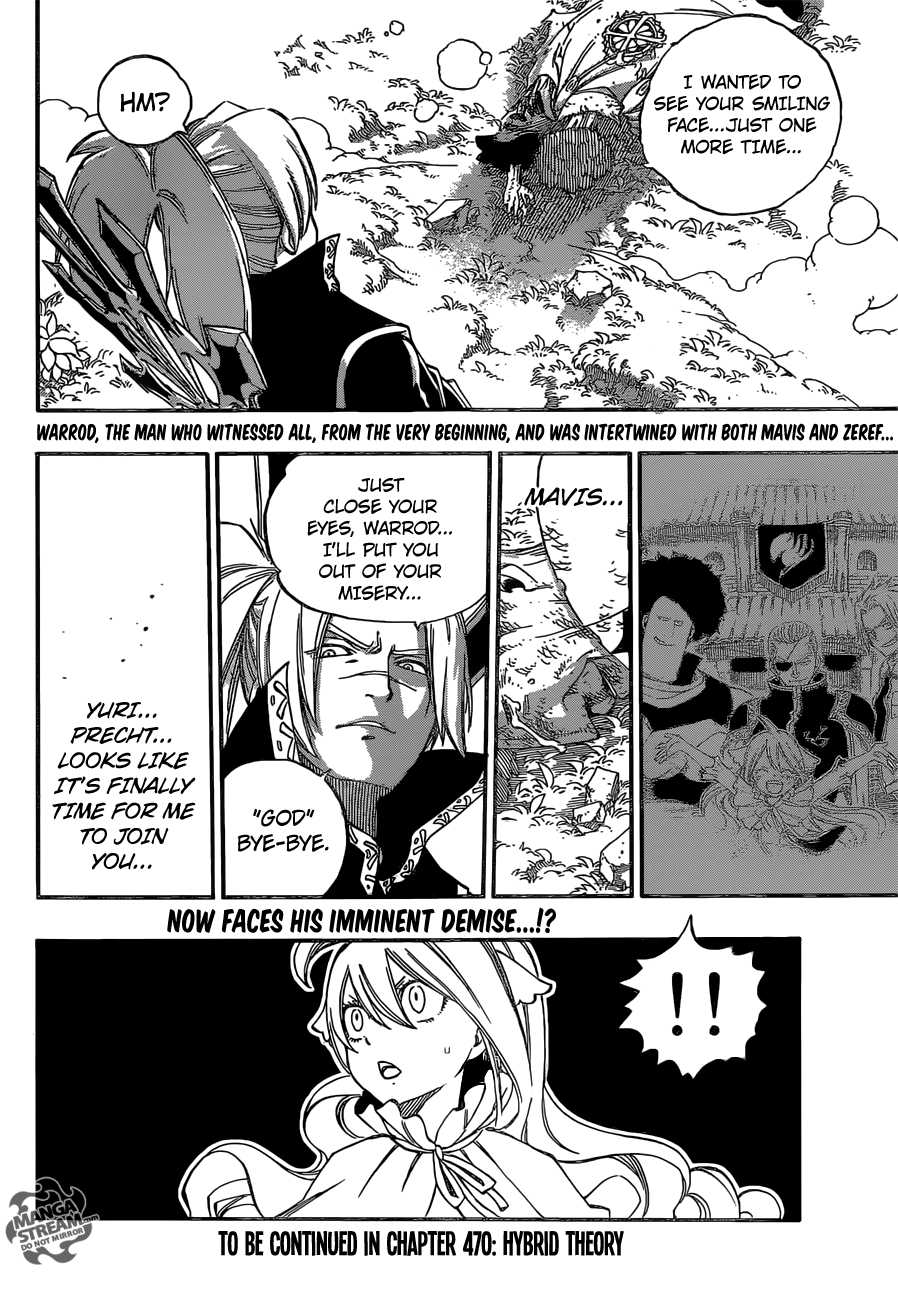 HM?
I WANTED TO
SEE YOUR SMILING
FACE...JUST ONE
MORE TIME...
WARROD, THE MAN WHO WITNESSED ALL, FROM THE VERY BEGINNING, AND WAS INTERTWINED WITH BOTH MAVIS AND ZEREF...
YURI...
PRECHT...
LOOKS LIKE
IT'S FINALLY
TIME FOR ME
TO JOIN
YOU...
JUST
CLOSE YOUR
EYES, WARROD...
I'LL PUT YOU
OUT OF YOUR
MISERY...
"GOD"
BYE-BYE.
MAVIS...
NOW FACES HIS IMMINENT DEMISE...!?
!!
MANGA
STREAM.com
DO NOT MIRROR
TO BE CONTINUED IN CHAPTER 470: HYBRID THEORY